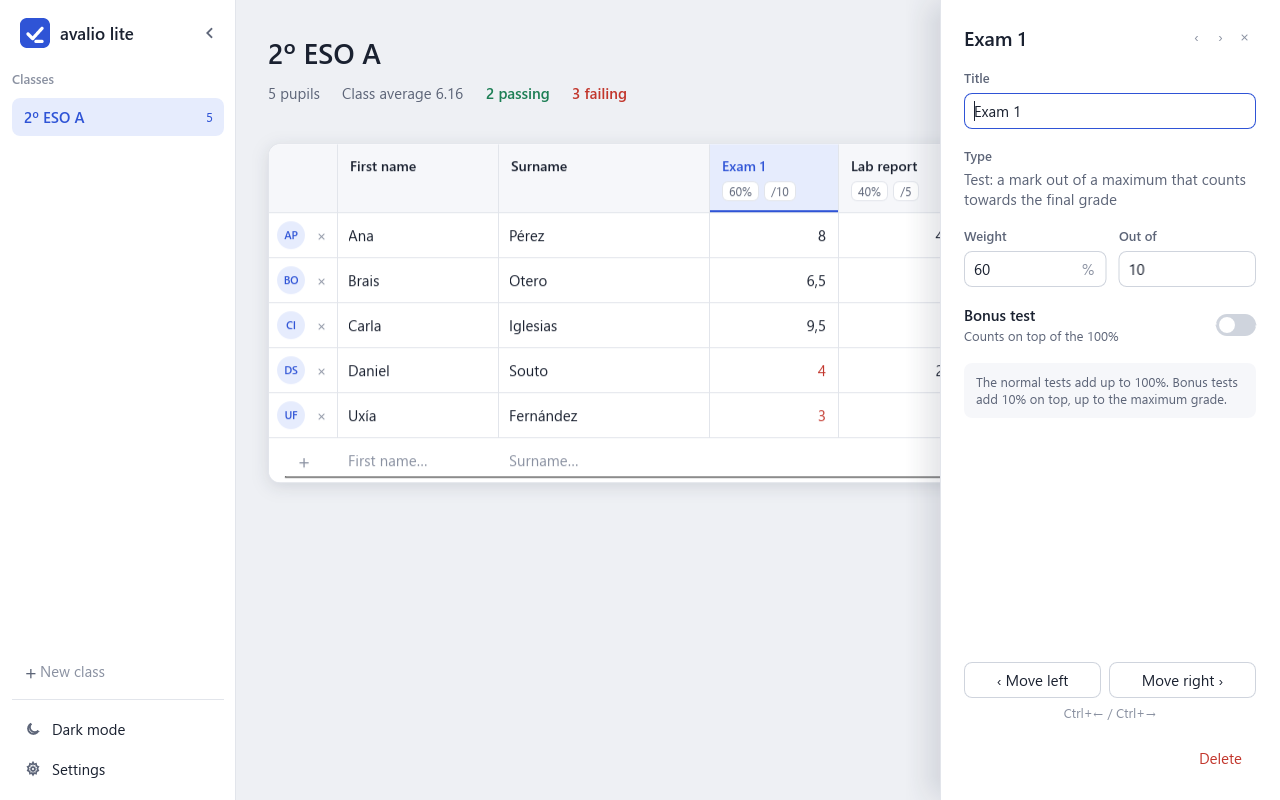 avalio lite
Classes
2º ESO A 5
New class
Dark mode
Settings
2º ESO A
5 pupils Class average 6.16 2 passing 3 failing
First name Surname Exam 1 Lab report
60% /10 40% /5
AP × Ana Pérez 8 4
BO × Brais Otero 6,5
CI × Carla Iglesias 9,5
DS × Daniel Souto 4 2
UF × Uxía Fernández 3
+ First name... Surname...
Exam 1
Title
Exam 1
Type
Test: a mark out of a maximum that counts
towards the final grade
Weight Out of
60 % 10
Bonus test
Counts on top of the 100%
The normal tests add up to 100%. Bonus tests
add 10% on top, up to the maximum grade.
‹ Move left Move right ›
Ctrl+← / Ctrl+→
Delete